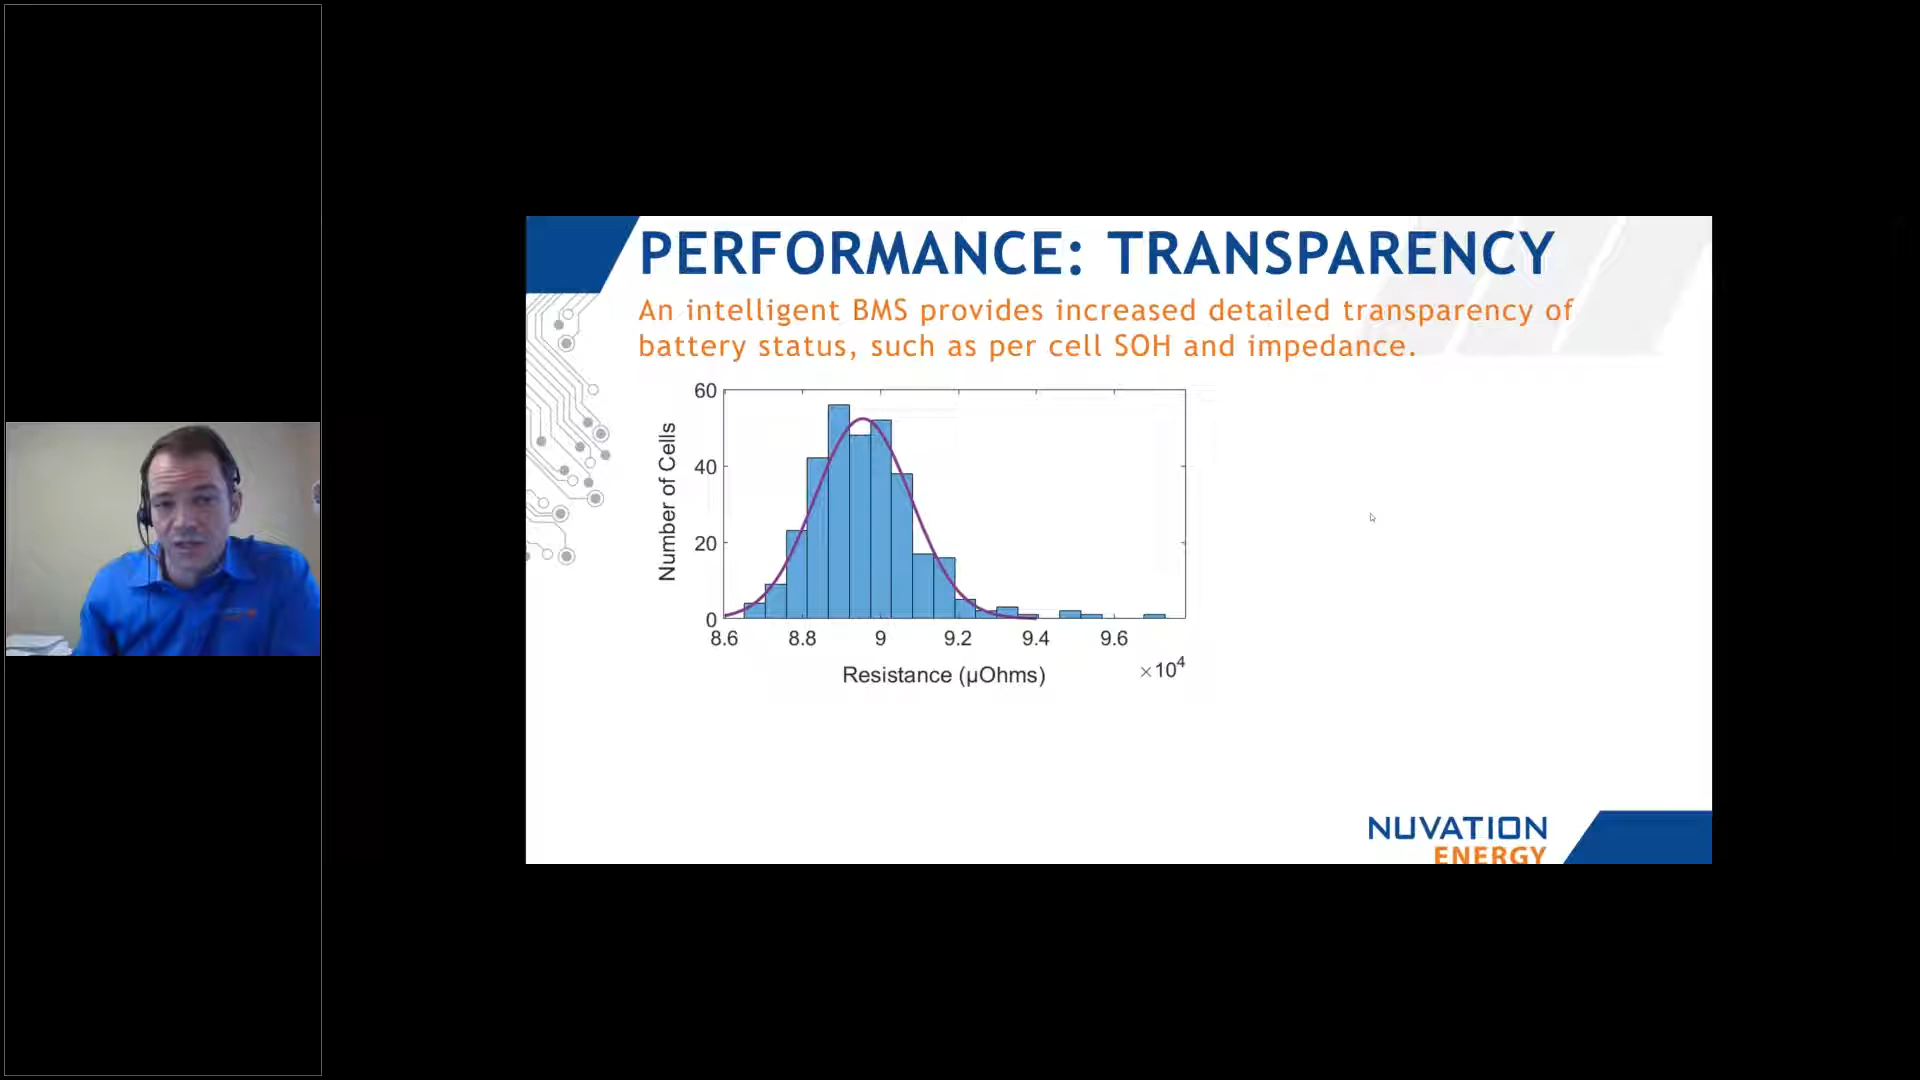 PERFORMANCE: TRANSPARENCY
An intelligent BMS provides increased detailed transparency of
battery status, such as per cell SOH and impedance.
60
40
20
0
Number of Cells
8.6 8.8 9 9.2 9.4 9.6
×10⁴
Resistance (µOhms)
NUVATION
ENERGY